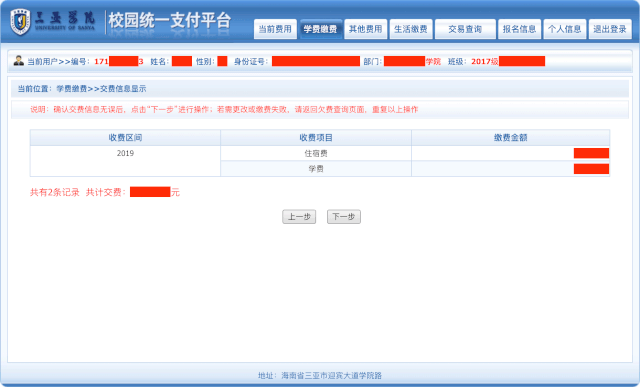 三亚学院 校园统一支付平台
UNIVERSITY OF SANYA
当前费用 学费缴费 其他费用 生活缴费 交易查询 报名信息 个人信息 退出登录
当前用户>>编号：171 3 姓名： 性别： 身份证号： 部门： 学院 班级：2017级
当前位置：学费缴费>>交费信息显示
说明：确认交费信息无误后，点击“下一步”进行操作；若需更改或缴费失败，请返回欠费查询页面，重复以上操作
收费区间 收费项目 缴费金额
2019 住宿费
学费
共有2条记录 共计交费： 元
上一步 下一步
地址：海南省三亚市迎宾大道学院路